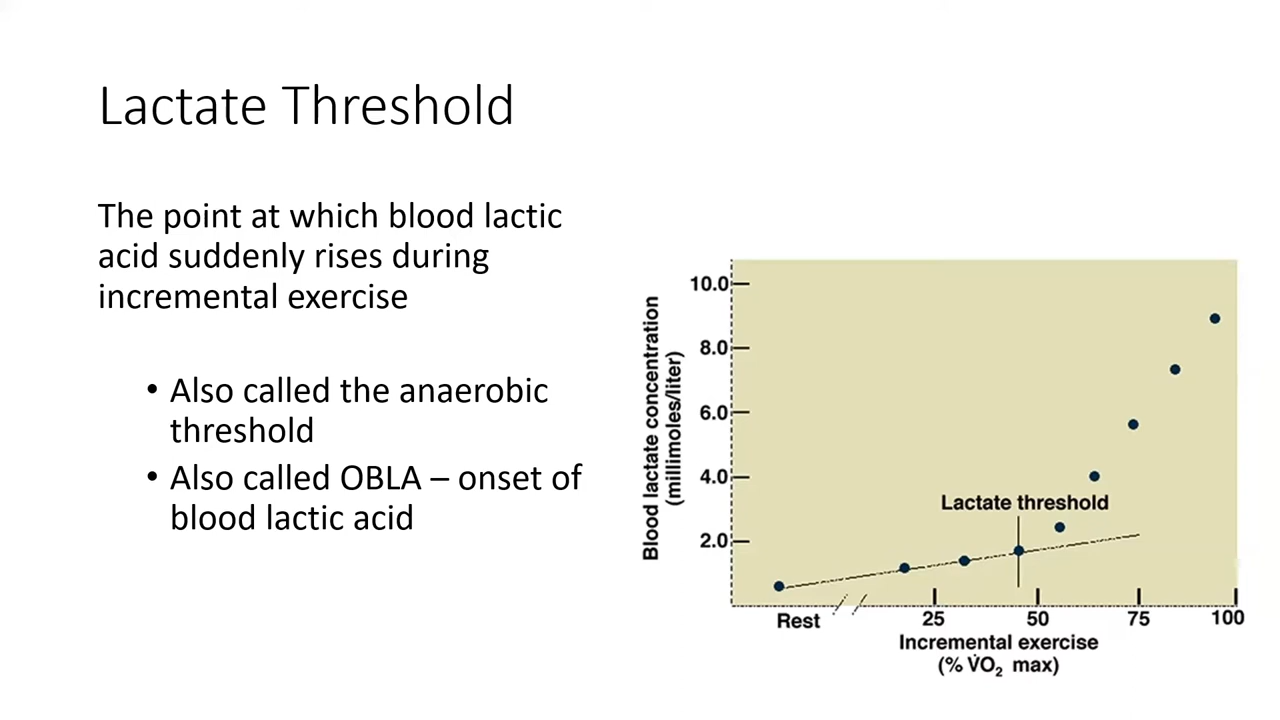 Lactate Threshold
The point at which blood lactic
acid suddenly rises during
incremental exercise
• Also called the anaerobic
threshold
• Also called OBLA – onset of
blood lactic acid
Blood lactate concentration
(millimoles/liter)
10.0
8.0
6.0
4.0
2.0
Lactate threshold
Rest
25
50
75
100
Incremental exercise
(% V̇O₂ max)